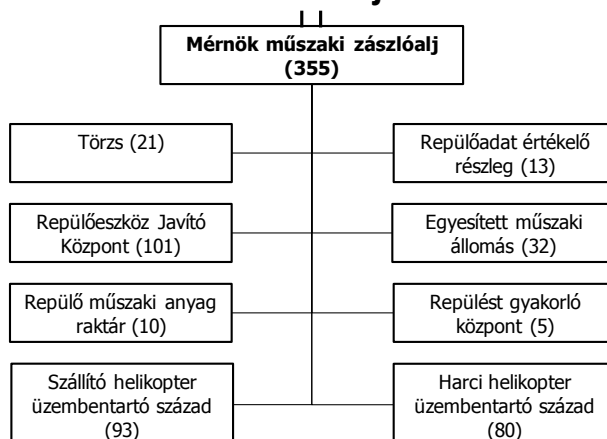 Mérnök műszaki zászlóalj
(355)
Törzs (21)
Repülőadat értékelő
részleg (13)
Repülőeszköz Javító
Központ (101)
Egyesített műszaki
állomás (32)
Repülő műszaki anyag
raktár (10)
Repülést gyakorló
központ (5)
Szállító helikopter
üzembentartó század
(93)
Harci helikopter
üzembentartó század
(80)